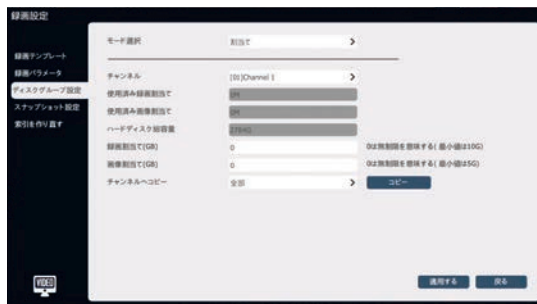 録画設定
録画テンプレート
録画パラメータ
ディスクグループ設定
スナップショット設定
索引を作り直す
モード選択 割当て
チャンネル [01]Channel 1
使用済み録画割当て 0M
使用済み画像割当て 0M
ハードディスク総容量
録画割当て(GB) 0 0は無制限を意味する( 最小値は10G)
画像割当て(GB) 0 0は無制限を意味する( 最小値は5G)
チャンネルへコピー 全部 コピー
VIDEO
適用する 戻る